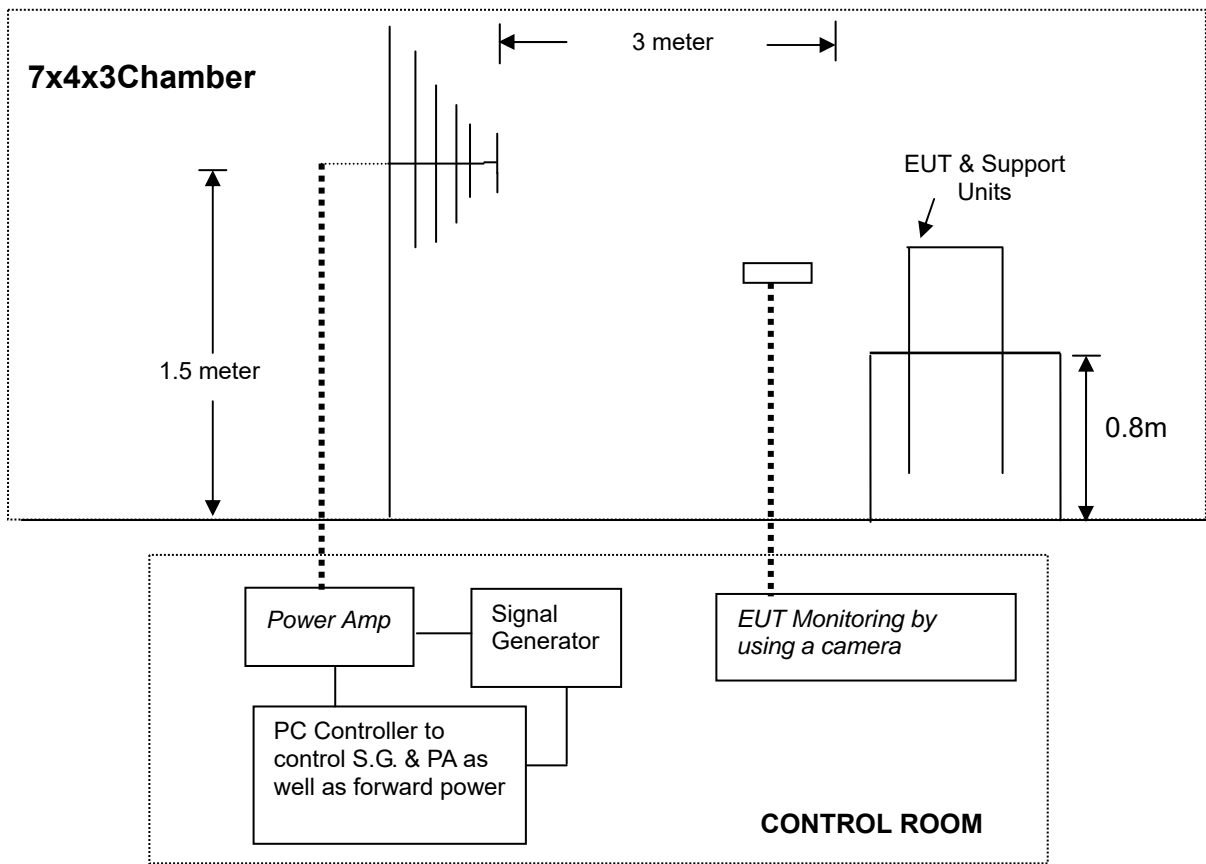 3 meter
7x4x3Chamber
EUT & Support
Units
1.5 meter
0.8m
Power Amp
Signal
Generator
EUT Monitoring by
using a camera
PC Controller to
control S.G. & PA as
well as forward power
CONTROL ROOM